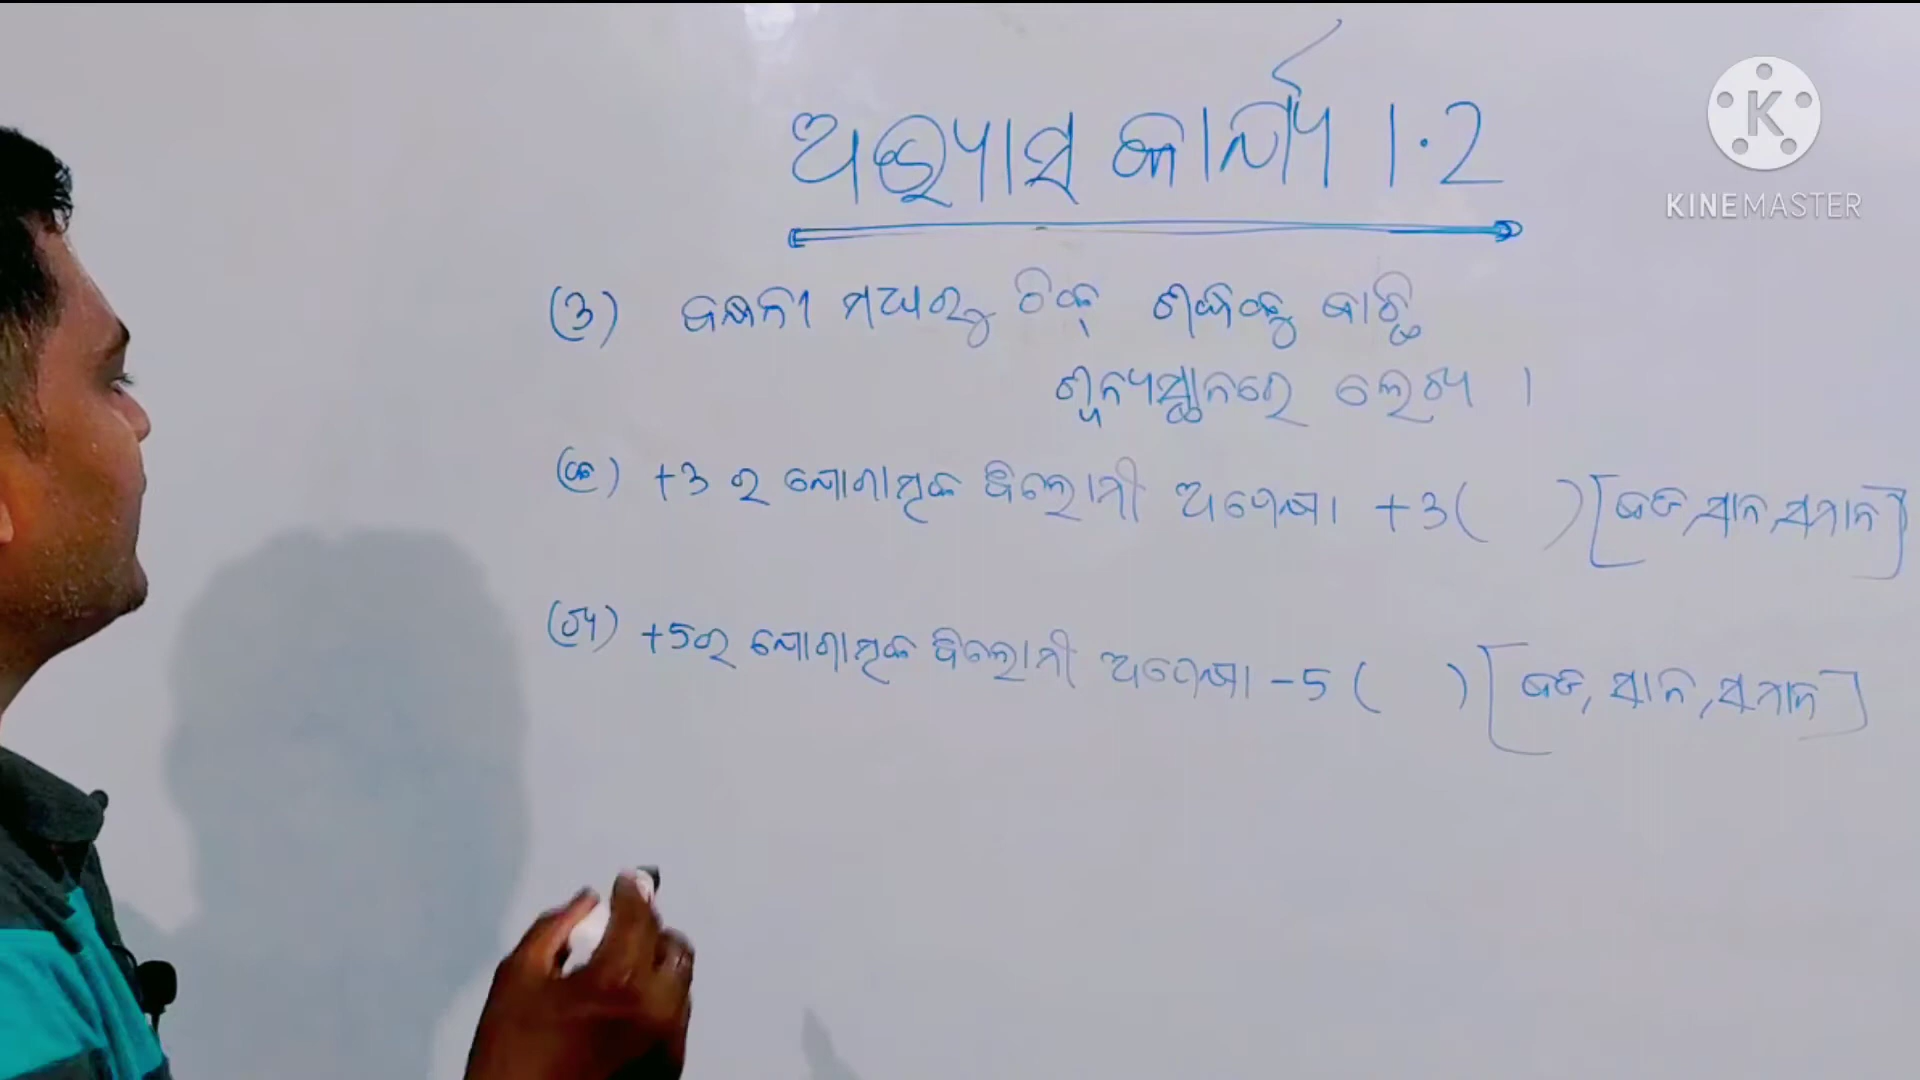 ଅଭ୍ୟାସ କାର୍ଯ୍ୟ 1.2
KINEMASTER
(3) ବନ୍ଧନୀ ମଧ୍ୟରୁ ଠିକ୍ ଶବ୍ଦକୁ ବାଛି
ଶୂନ୍ୟସ୍ଥାନରେ ଲେଖ ।
(କ) +3 ର ଯୋଗାତ୍ମକ ବିଲୋମୀ ଅପେକ୍ଷା +3 ( ) [ବଡ, ସାନ, ସମାନ]
(ଖ) +5ର ଯୋଗାତ୍ମକ ବିଲୋମୀ ଅପେକ୍ଷା -5 ( ) [ବଡ, ସାନ, ସମାନ]